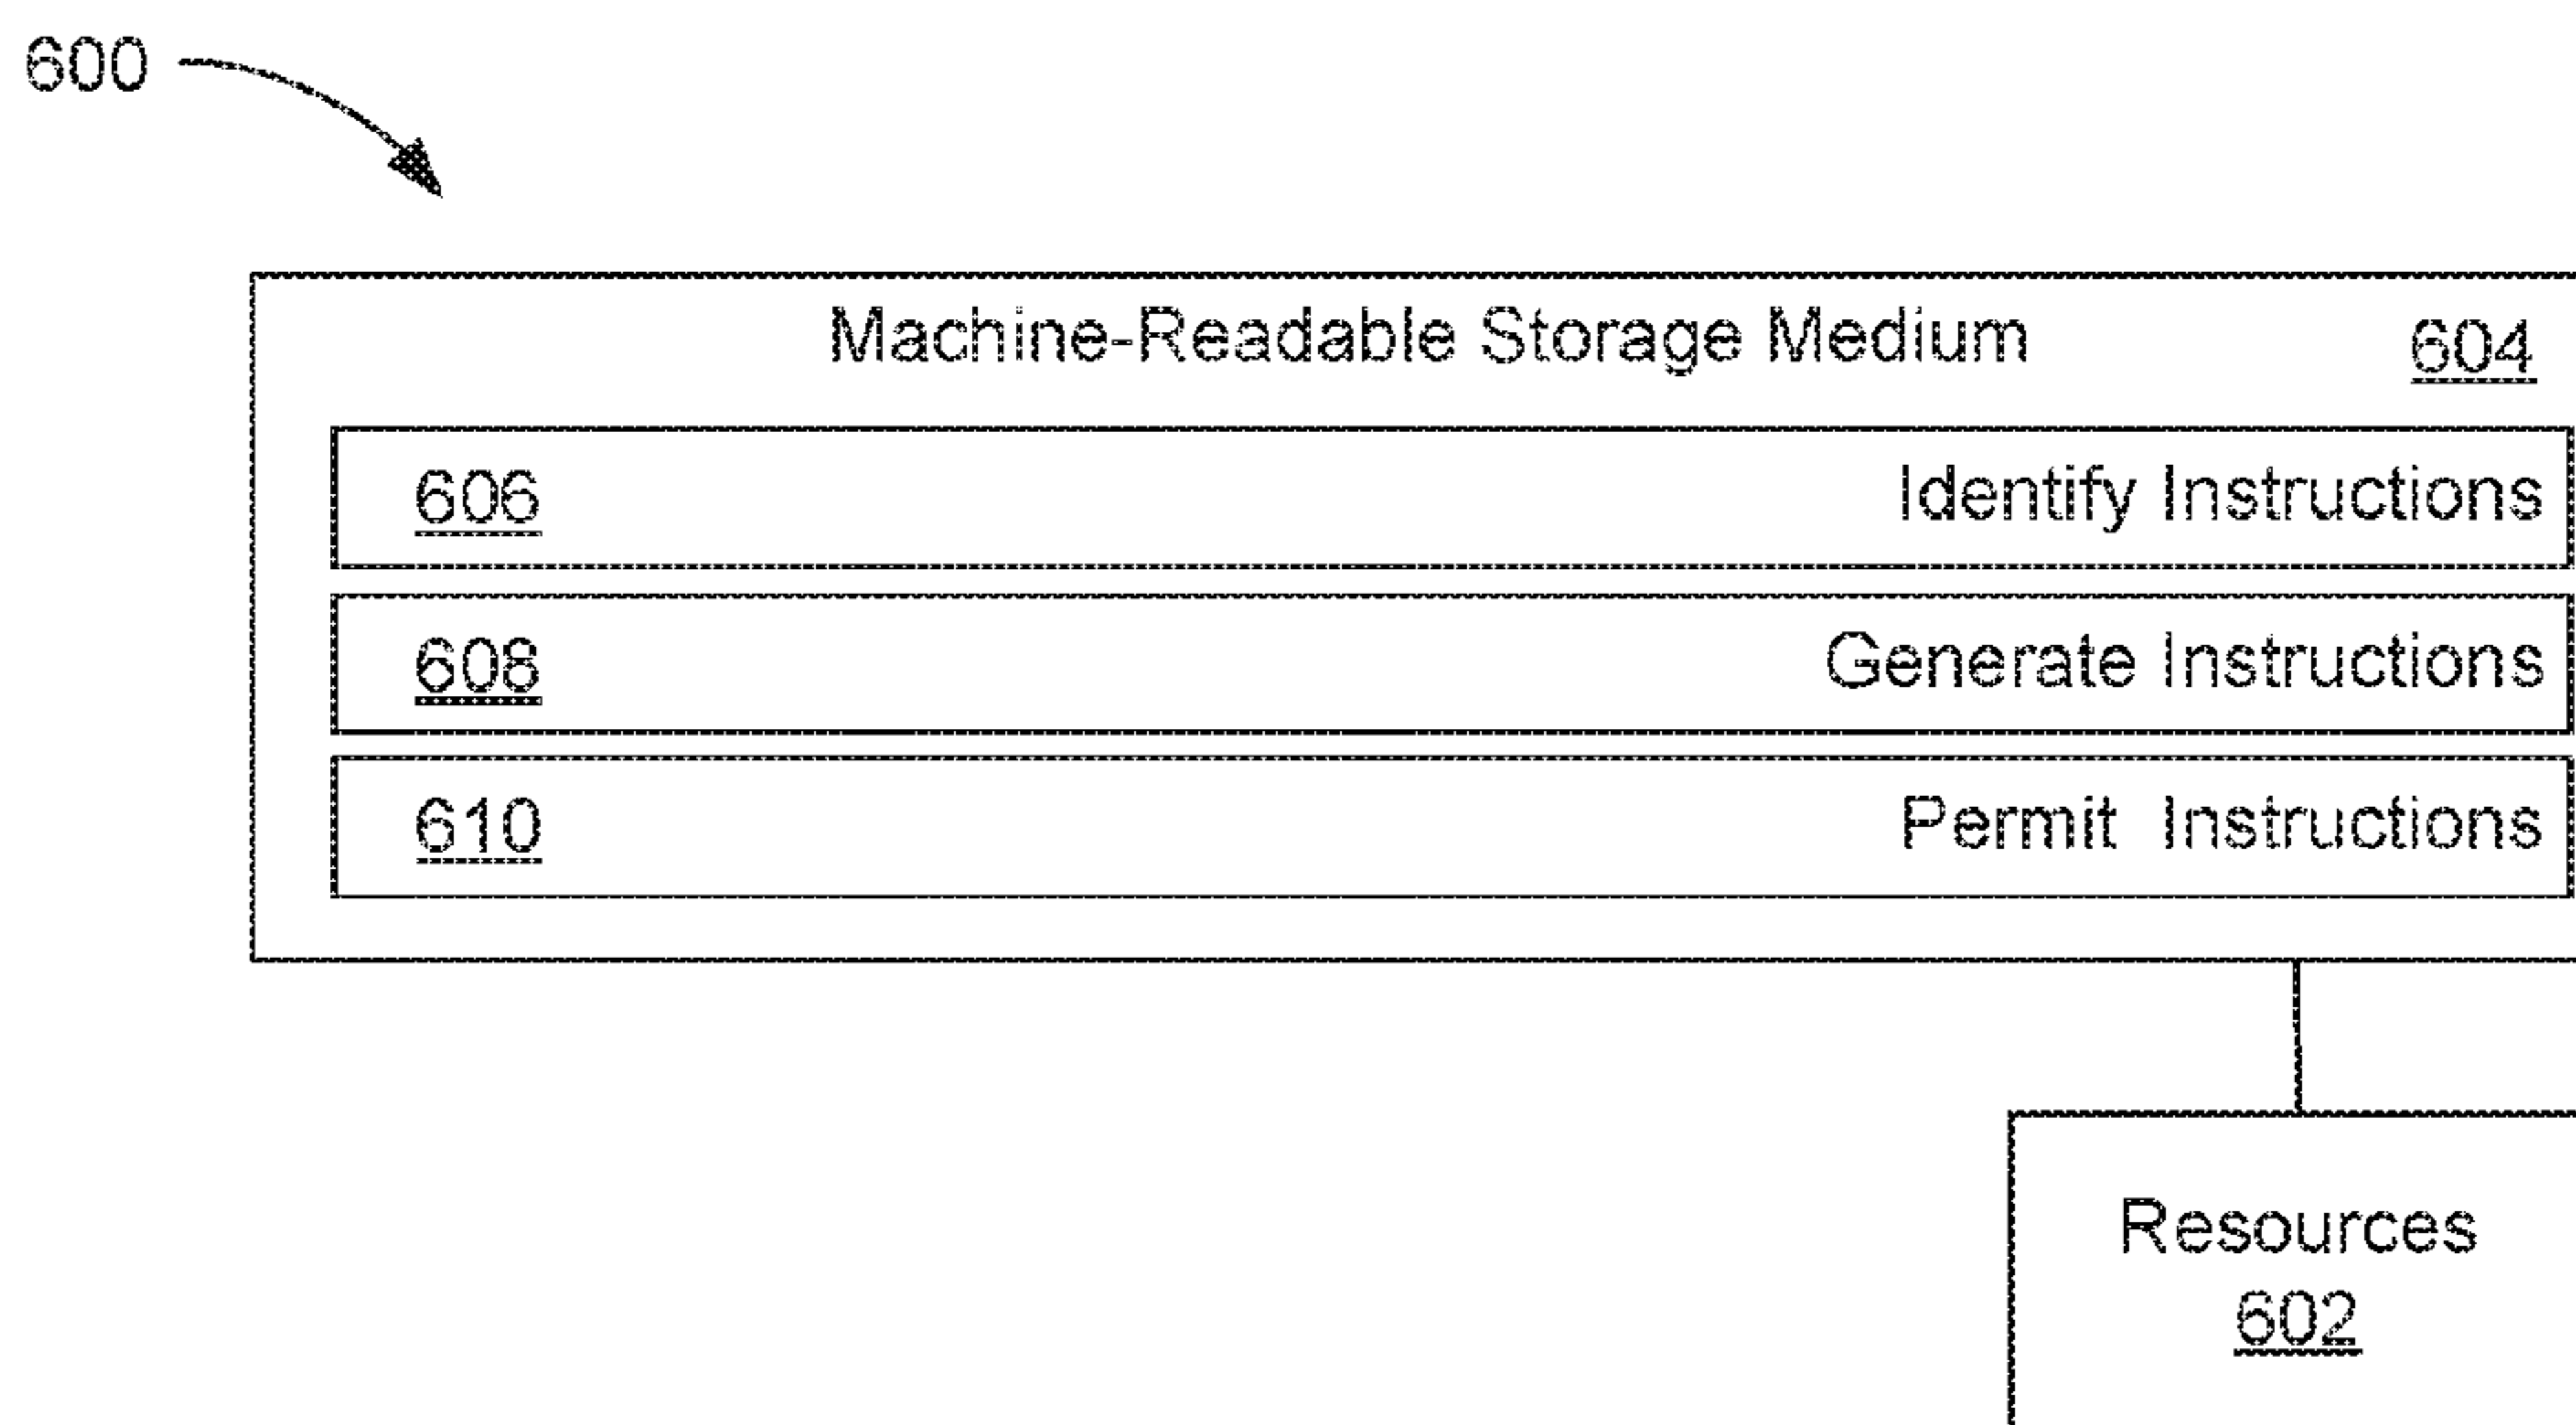 600
Machine-Readable Storage Medium 604
606 Identify Instructions
608 Generate Instructions
610 Permit Instructions
Resources
602